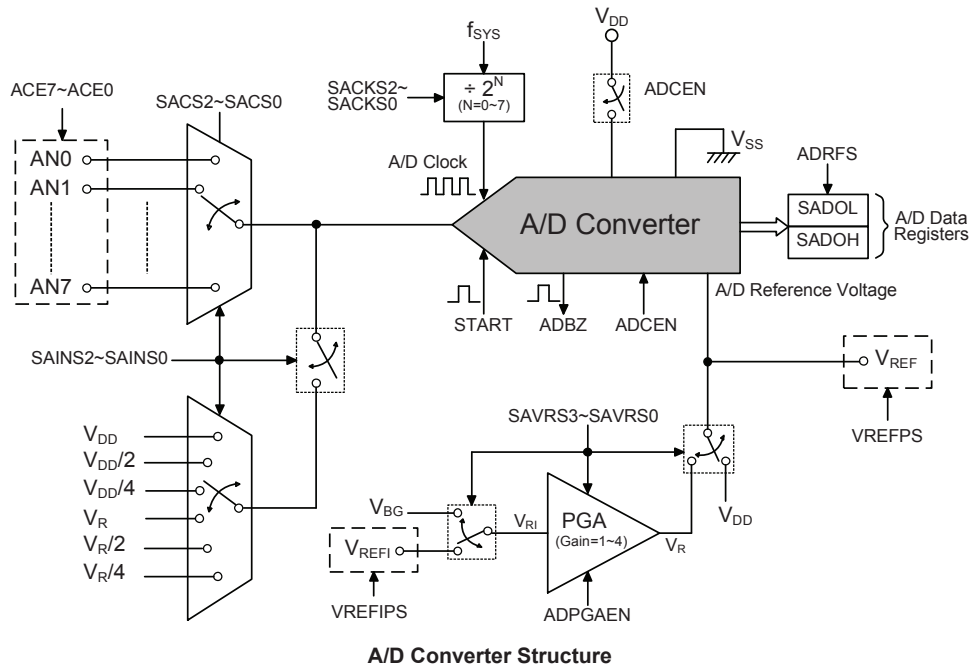 fSYS
VDD
÷ 2N
(N=0~7)
SACKS2~
SACKS0
ADCEN
ACE7~ACE0
SACS2~SACS0
VSS
AN0
AN1
AN7
A/D Clock
ADRFS
A/D Converter
SADOL
SADOH
A/D Data
Registers
START
ADBZ
ADCEN
A/D Reference Voltage
SAINS2~SAINS0
VREF
VREFPS
SAVRS3~SAVRS0
VDD
VDD/2
VDD/4
VR
VR/2
VR/4
VBG
VREFI
VRI
PGA
(Gain=1~4)
VR
VDD
VREFIPS
ADPGAEN
A/D Converter Structure